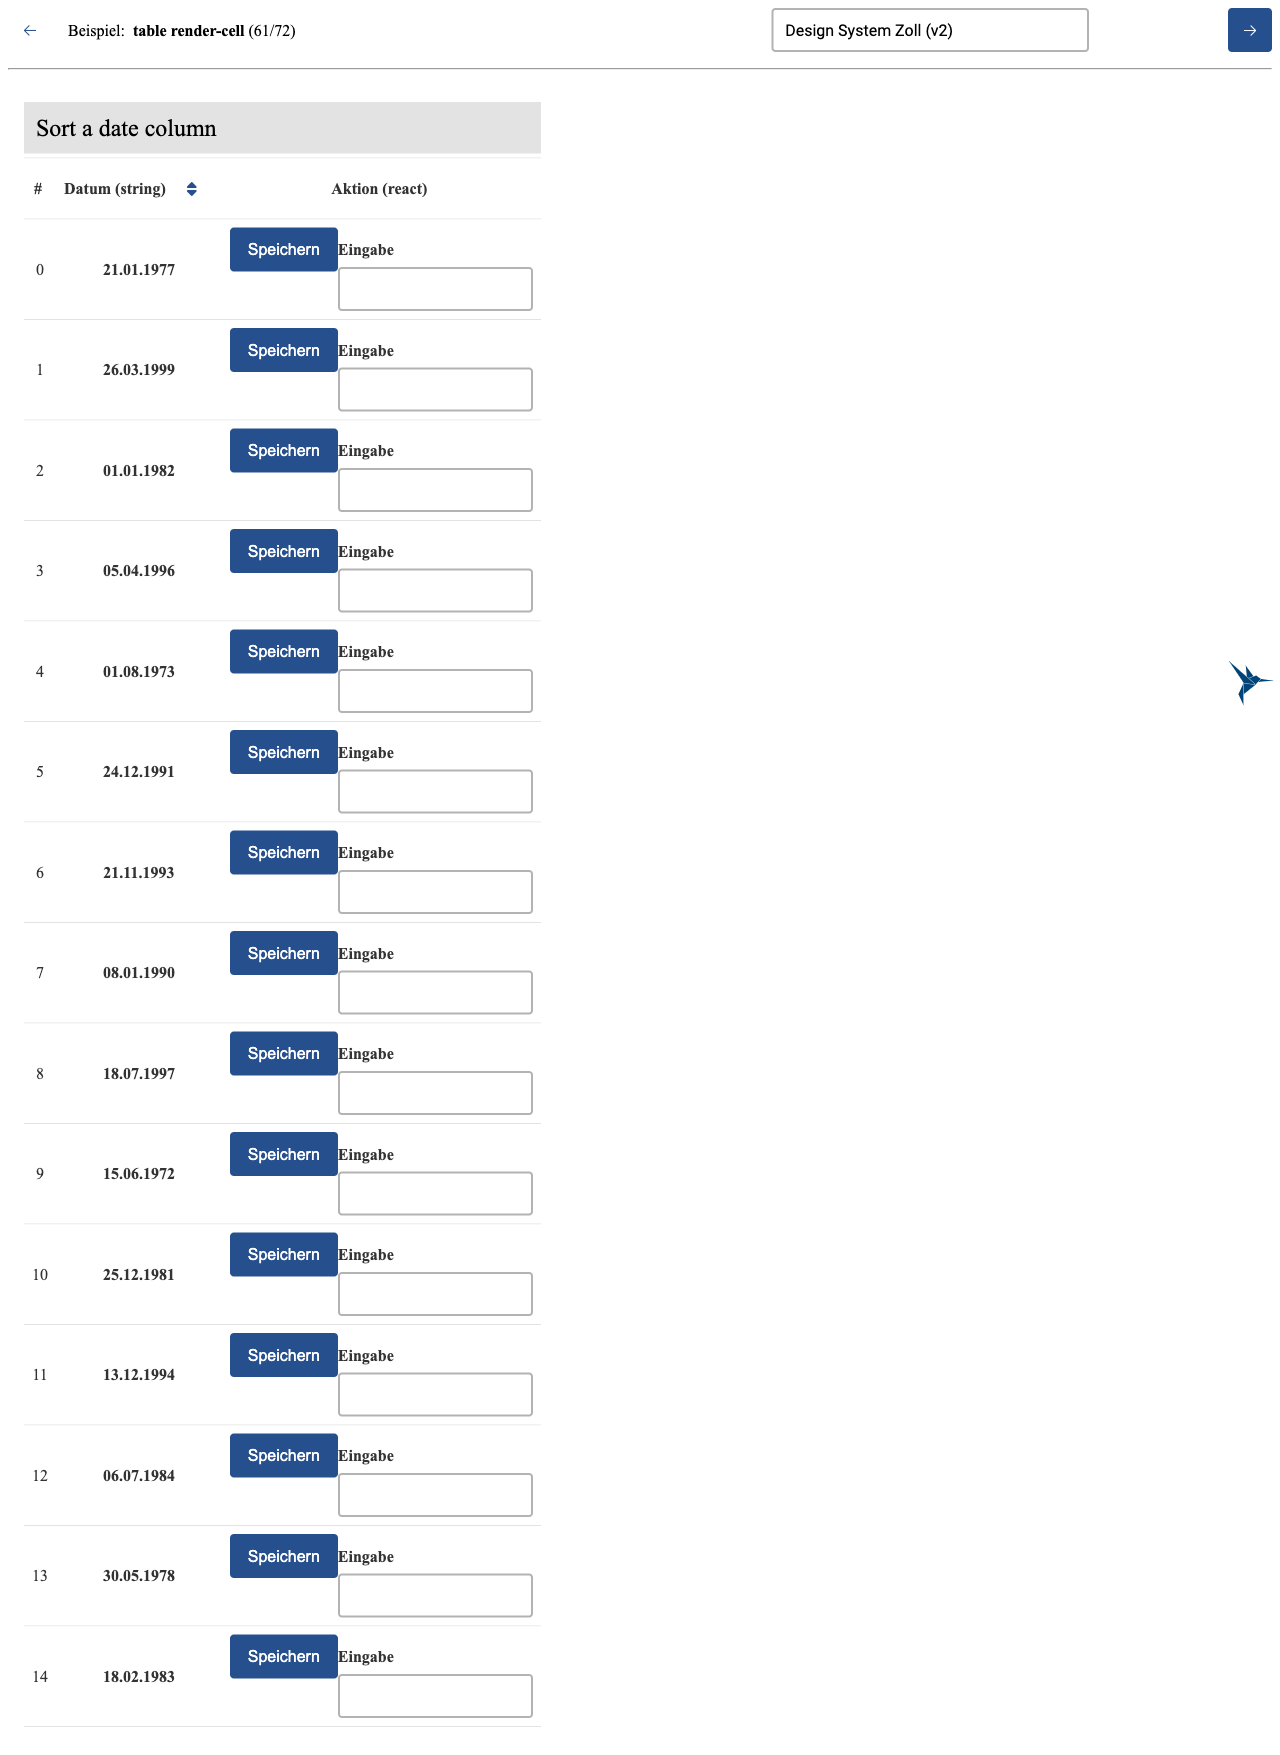 Beispiel: table render-cell (61/72)
Design System Zoll (v2)
Sort a date column
# Datum (string) Aktion (react)
0 21.01.1977 Speichern Eingabe
1 26.03.1999 Speichern Eingabe
2 01.01.1982 Speichern Eingabe
3 05.04.1996 Speichern Eingabe
4 01.08.1973 Speichern Eingabe
5 24.12.1991 Speichern Eingabe
6 21.11.1993 Speichern Eingabe
7 08.01.1990 Speichern Eingabe
8 18.07.1997 Speichern Eingabe
9 15.06.1972 Speichern Eingabe
10 25.12.1981 Speichern Eingabe
11 13.12.1994 Speichern Eingabe
12 06.07.1984 Speichern Eingabe
13 30.05.1978 Speichern Eingabe
14 18.02.1983 Speichern Eingabe